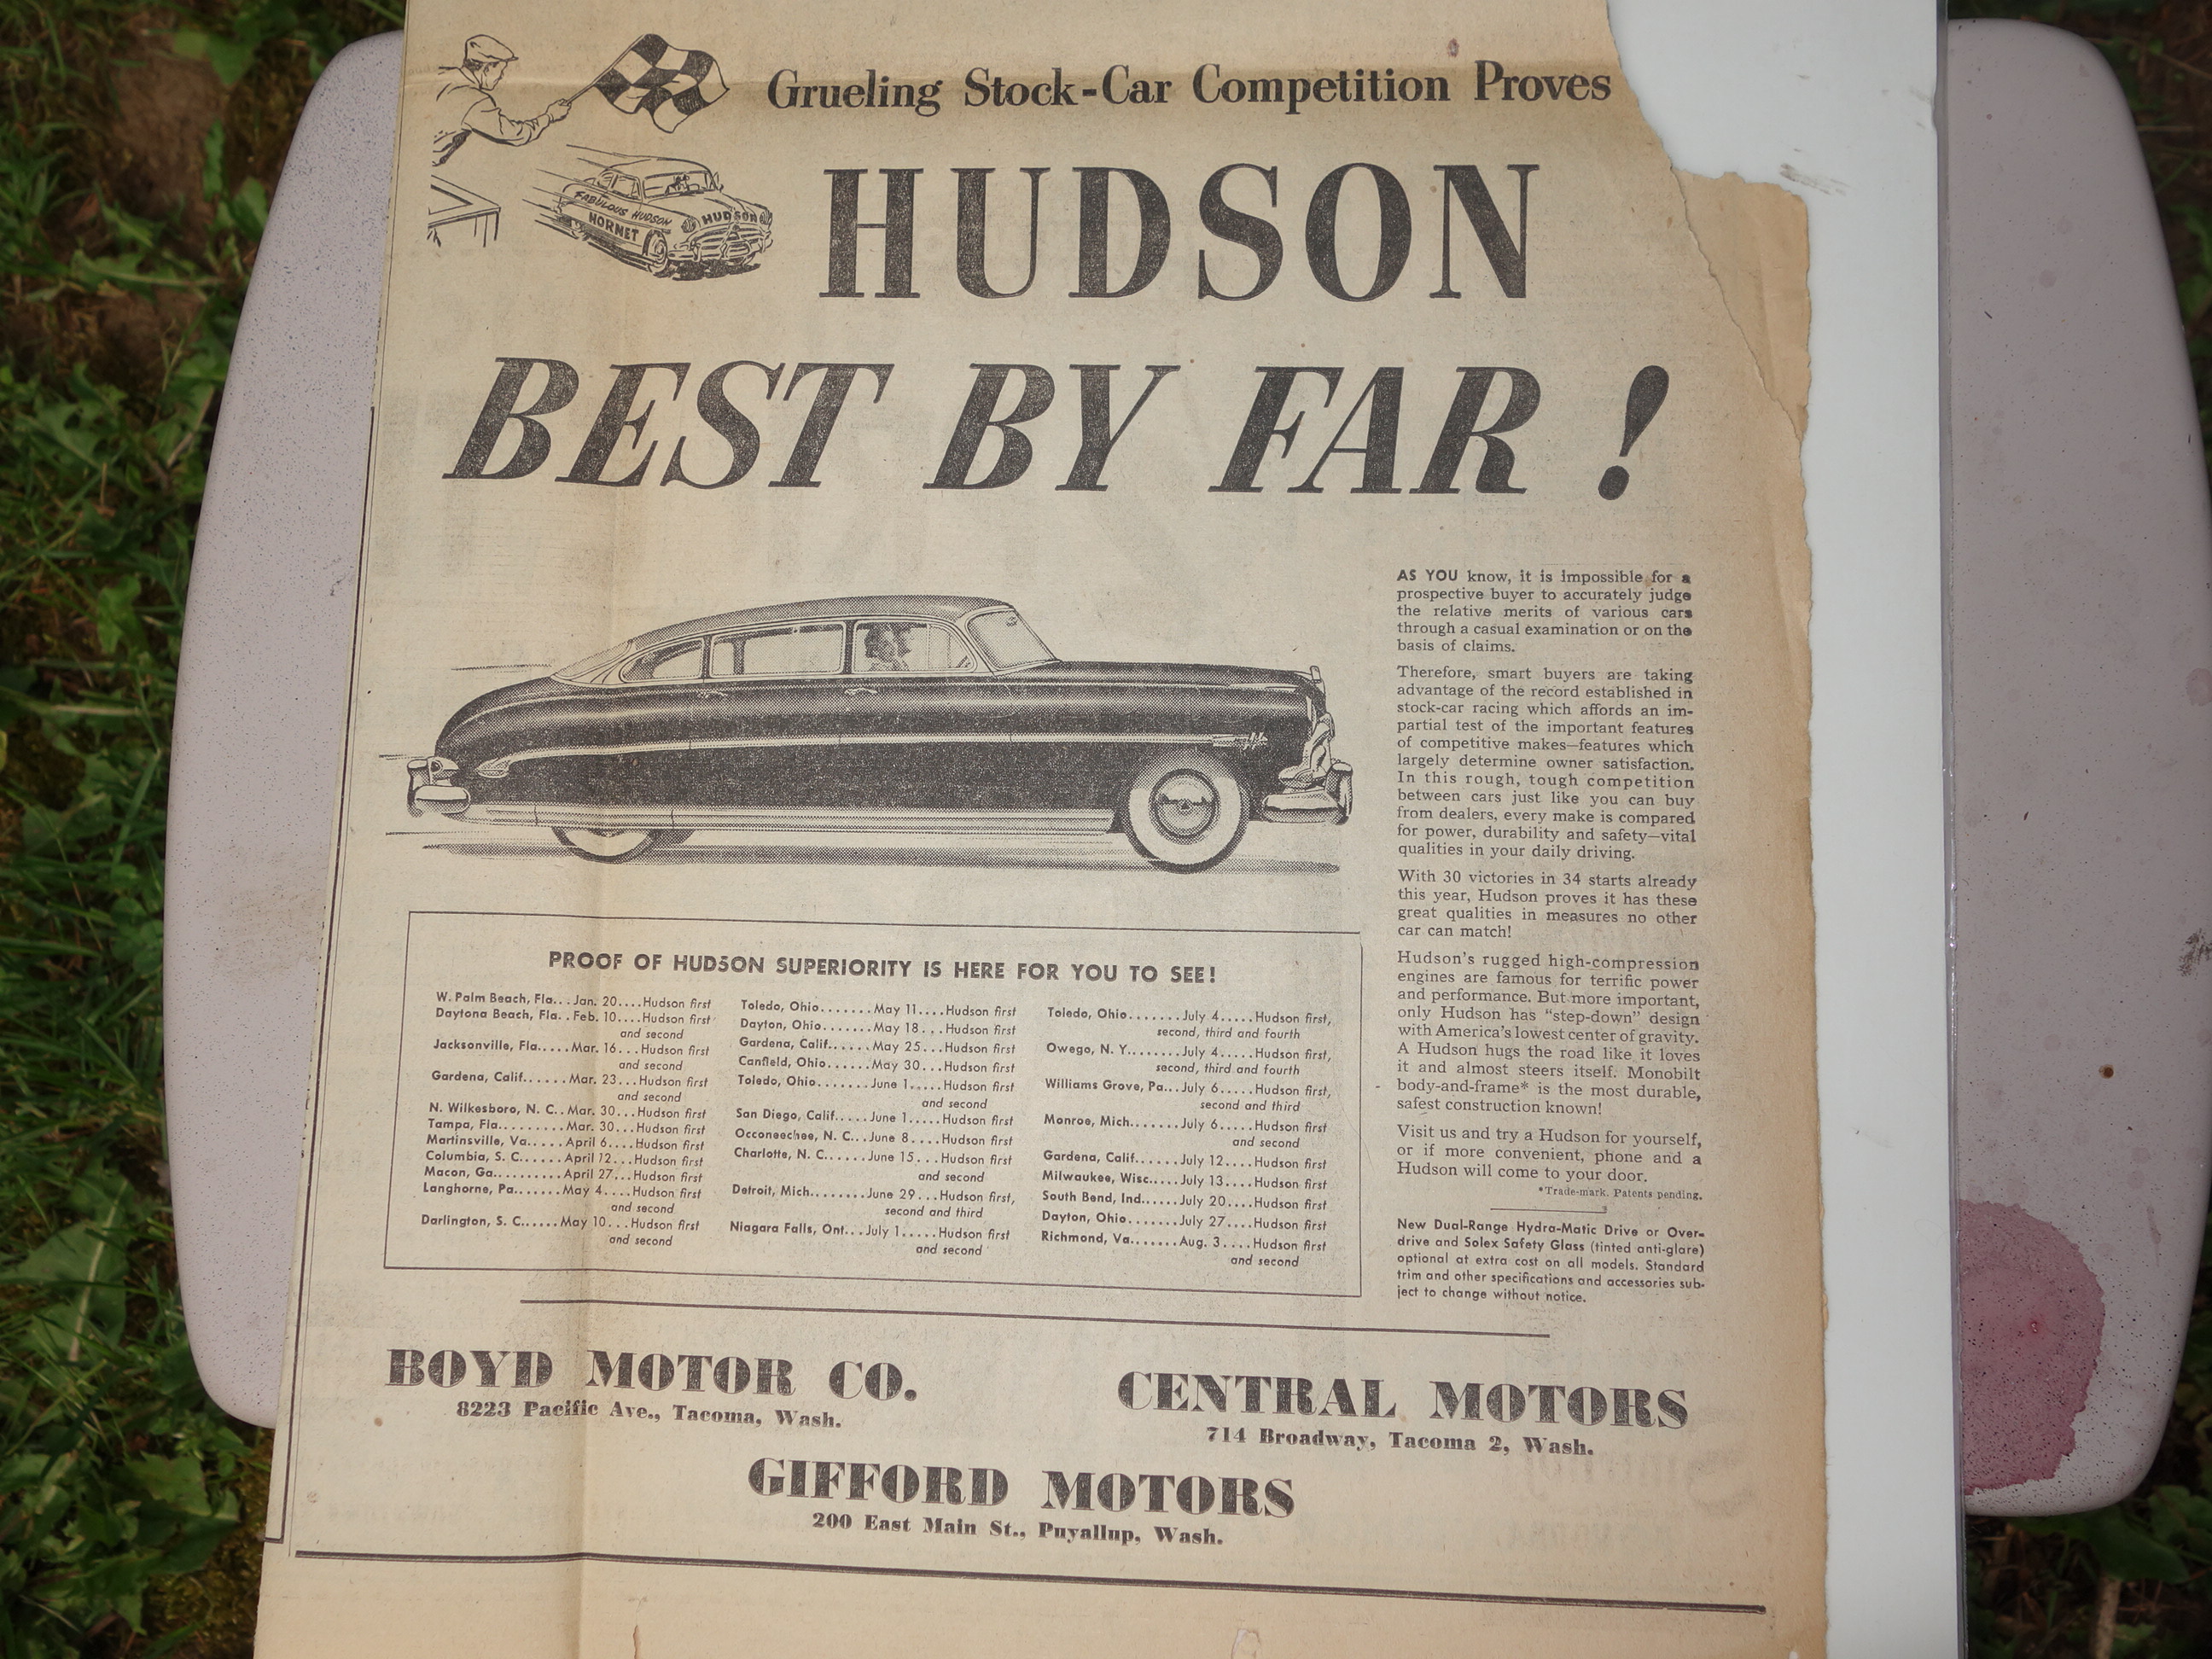 Grueling Stock-Car Competition Proves
FABULOUS HUDSON
HORNET
HUDSON
HUDSON
BEST BY FAR !
AS YOU know, it is impossible for a
prospective buyer to accurately judge
the relative merits of various cars
through a casual examination or on the
basis of claims.
Therefore, smart buyers are taking
advantage of the record established in
stock-car racing which affords an im-
partial test of the important features
of competitive makes—features which
largely determine owner satisfaction.
In this rough, tough competition
between cars just like you can buy
from dealers, every make is compared
for power, durability and safety—vital
qualities in your daily driving.
With 30 victories in 34 starts already
this year, Hudson proves it has these
great qualities in measures no other
car can match!
Hudson's rugged high-compression
engines are famous for terrific power
and performance. But more important,
only Hudson has "step-down" design
with America's lowest center of gravity.
A Hudson hugs the road like it loves
it and almost steers itself. Monobilt
body-and-frame* is the most durable,
safest construction known!
Visit us and try a Hudson for yourself,
or if more convenient, phone and a
Hudson will come to your door.
*Trade-mark. Patents pending.
New Dual-Range Hydra-Matic Drive or Over-
drive and Solex Safety Glass (tinted anti-glare)
optional at extra cost on all models. Standard
trim and other specifications and accessories sub-
ject to change without notice.
PROOF OF HUDSON SUPERIORITY IS HERE FOR YOU TO SEE!
W. Palm Beach, Fla...Jan. 20....Hudson first
Daytona Beach, Fla..Feb. 10....Hudson first
and second
Jacksonville, Fla.....Mar. 16...Hudson first
and second
Gardena, Calif.......Mar. 23...Hudson first
and second
N. Wilkesboro, N. C..Mar. 30...Hudson first
Tampa, Fla..........Mar. 30...Hudson first
Martinsville, Va.....April 6....Hudson first
Columbia, S. C......April 12...Hudson first
Macon, Ga..........April 27...Hudson first
Langhorne, Pa.......May 4....Hudson first
and second
Darlington, S. C.....May 10...Hudson first
and second
Toledo, Ohio.......May 11....Hudson first
Dayton, Ohio.......May 18...Hudson first
Gardena, Calif......May 25...Hudson first
Canfield, Ohio......May 30...Hudson first
Toledo, Ohio.......June 1.....Hudson first
and second
San Diego, Calif.....June 1.....Hudson first
Occoneechee, N. C...June 8....Hudson first
Charlotte, N. C......June 15...Hudson first
and second
Detroit, Mich........June 29...Hudson first,
second and third
Niagara Falls, Ont...July 1.....Hudson first
and second
Toledo, Ohio.......July 4.....Hudson first,
second, third and fourth
Owego, N. Y........July 4.....Hudson first,
second, third and fourth
Williams Grove, Pa...July 6.....Hudson first,
second and third
Monroe, Mich.......July 6.....Hudson first
and second
Gardena, Calif......July 12....Hudson first
Milwaukee, Wisc....July 13....Hudson first
South Bend, Ind.....July 20....Hudson first
Dayton, Ohio.......July 27....Hudson first
Richmond, Va.......Aug. 3....Hudson first
and second
BOYD MOTOR CO.
8223 Pacific Ave., Tacoma, Wash.
CENTRAL MOTORS
714 Broadway, Tacoma 2, Wash.
GIFFORD MOTORS
200 East Main St., Puyallup, Wash.